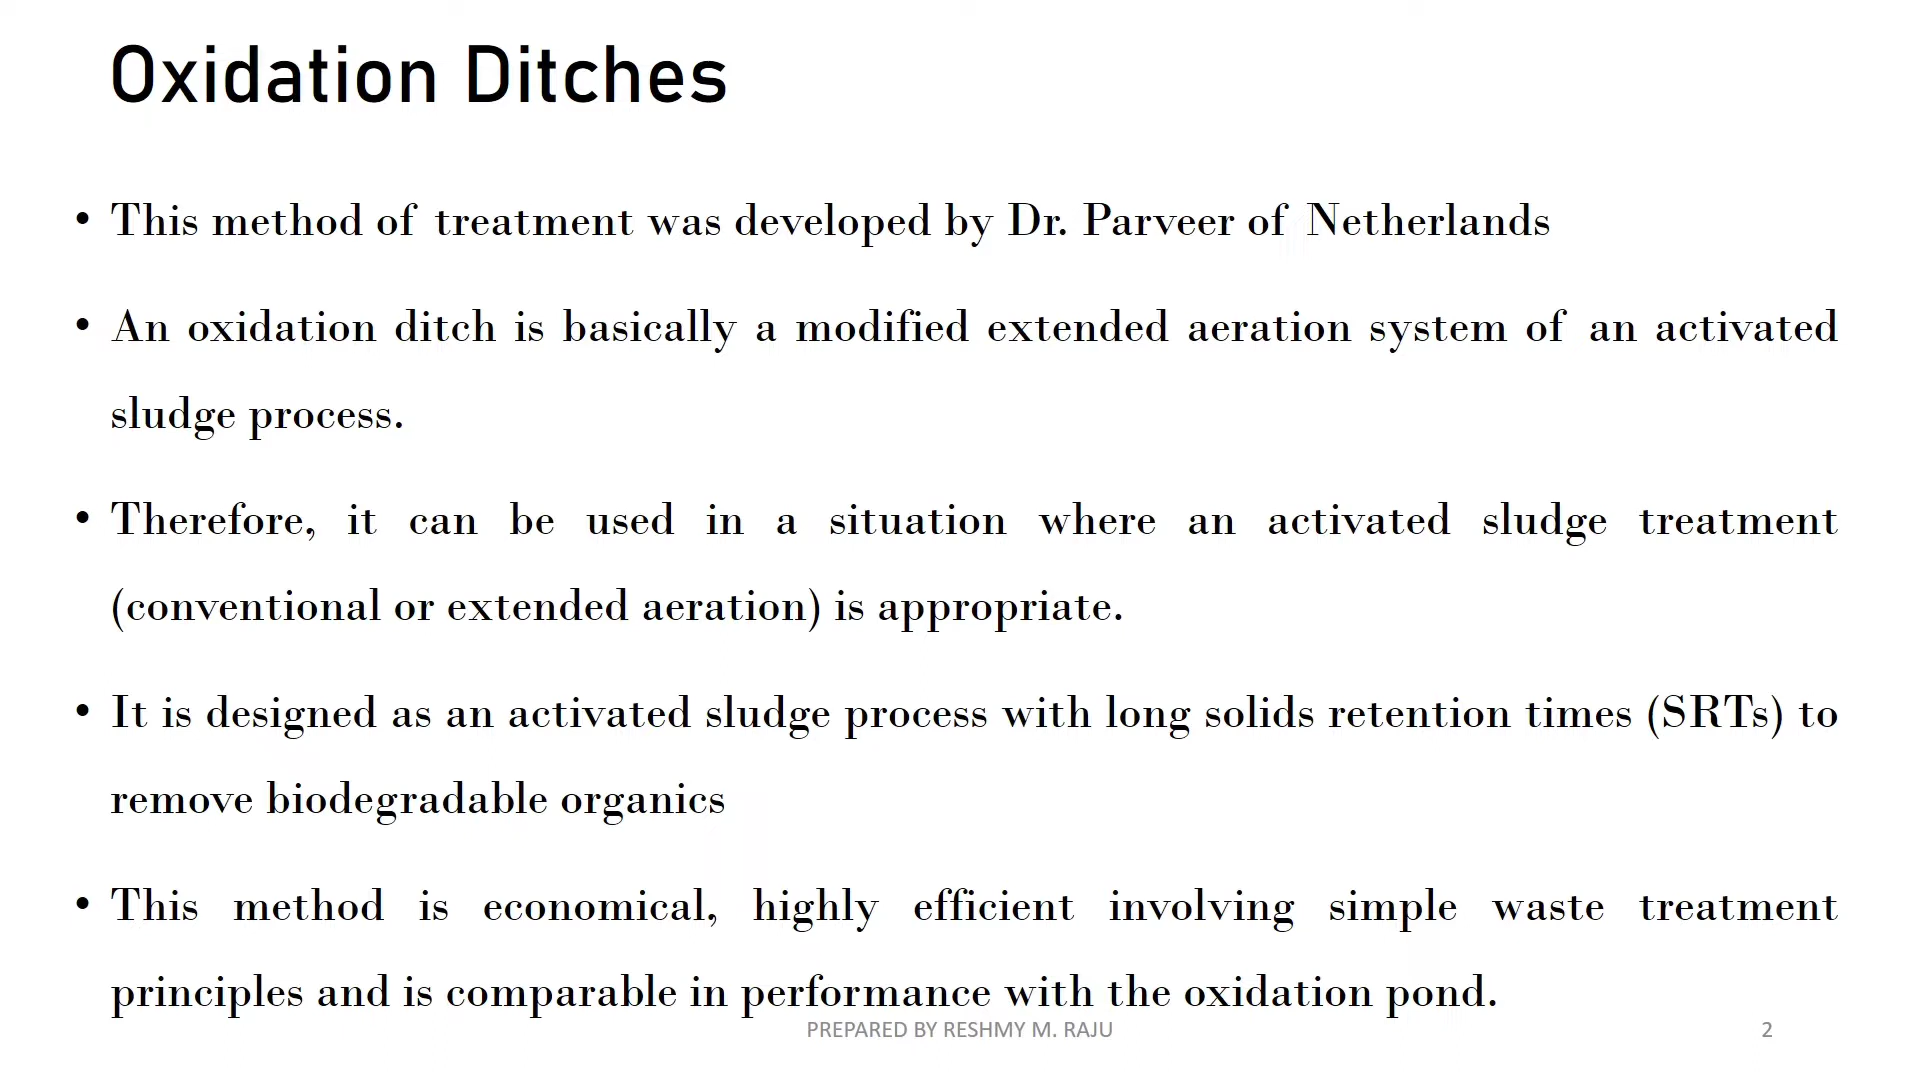 Oxidation Ditches
• This method of treatment was developed by Dr. Parveer of Netherlands
• An oxidation ditch is basically a modified extended aeration system of an activated
sludge process.
• Therefore, it can be used in a situation where an activated sludge treatment
(conventional or extended aeration) is appropriate.
• It is designed as an activated sludge process with long solids retention times (SRTs) to
remove biodegradable organics
• This method is economical, highly efficient involving simple waste treatment
principles and is comparable in performance with the oxidation pond.
PREPARED BY RESHMY M. RAJU
2